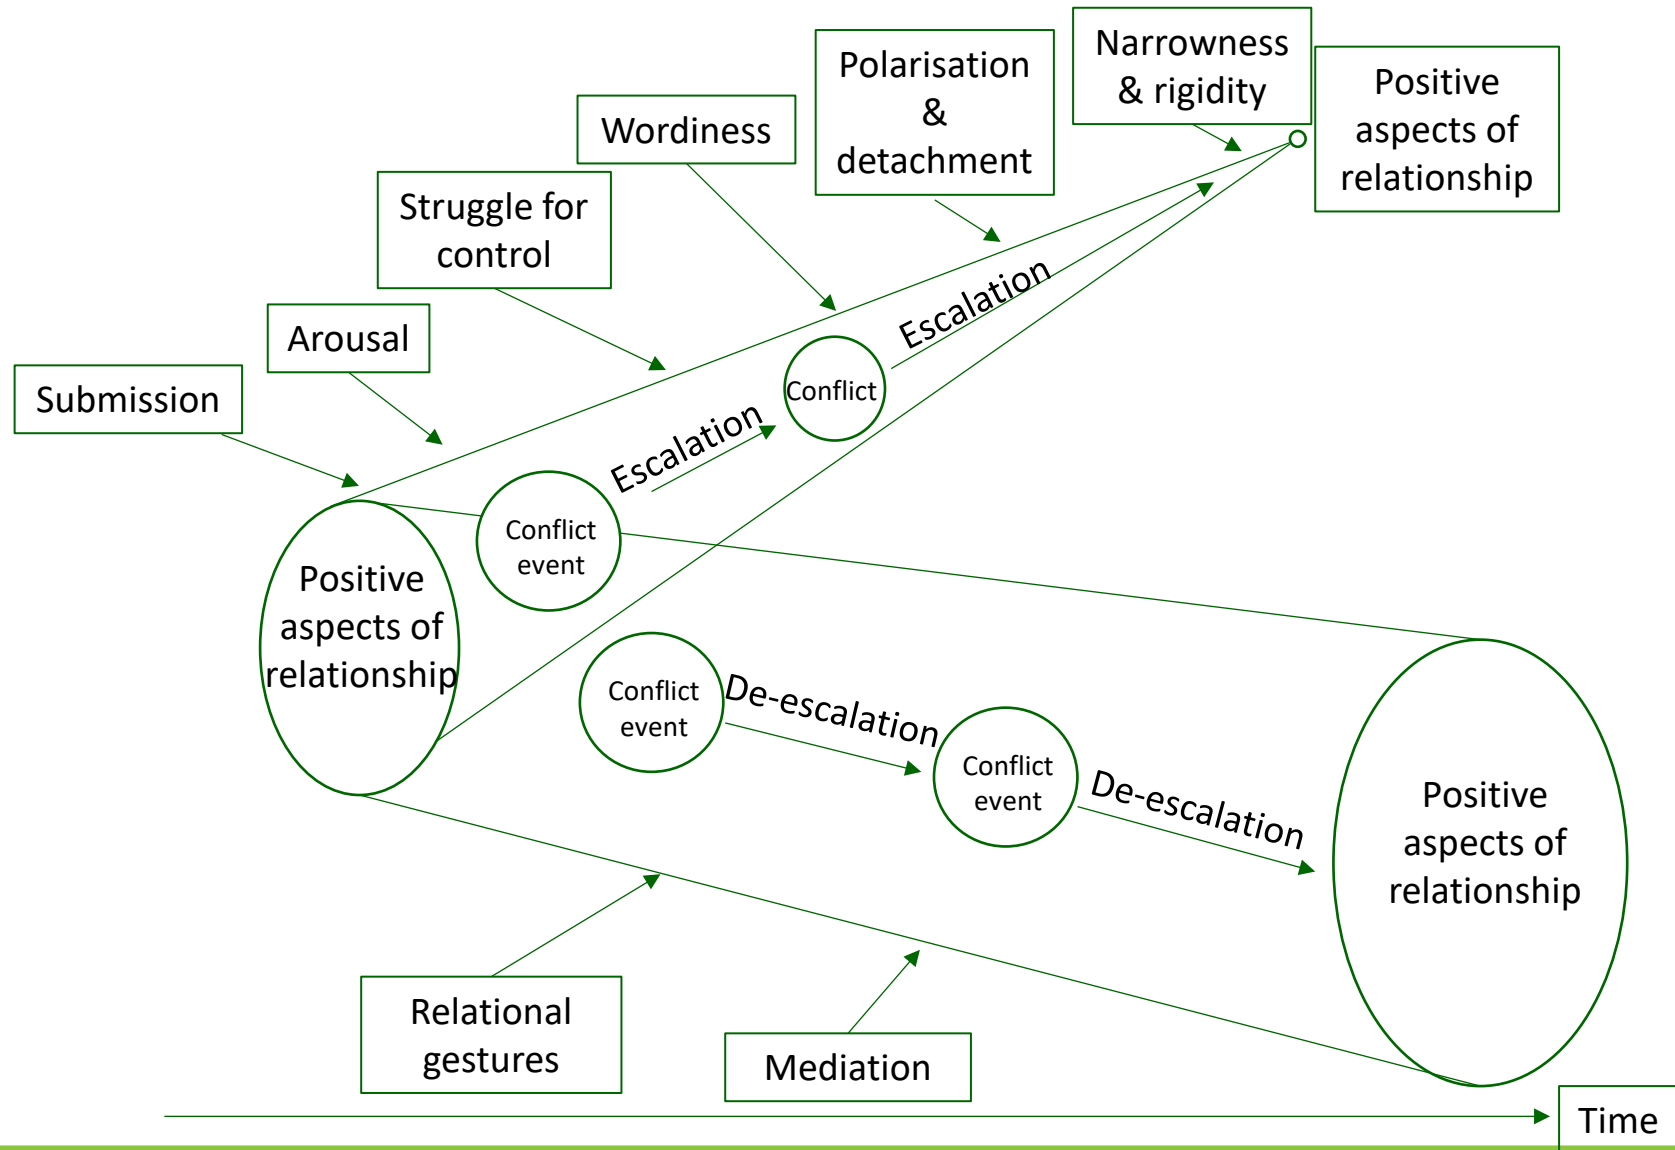 Narrowness
& rigidity
Positive
aspects of
relationship
Polarisation
&
detachment
Wordiness
Struggle for
control
Arousal
Submission
Escalation
Conflict
Escalation
Conflict
event
Positive
aspects of
relationship
Conflict
event
De-escalation
Conflict
event
De-escalation
Positive
aspects of
relationship
Relational
gestures
Mediation
Time